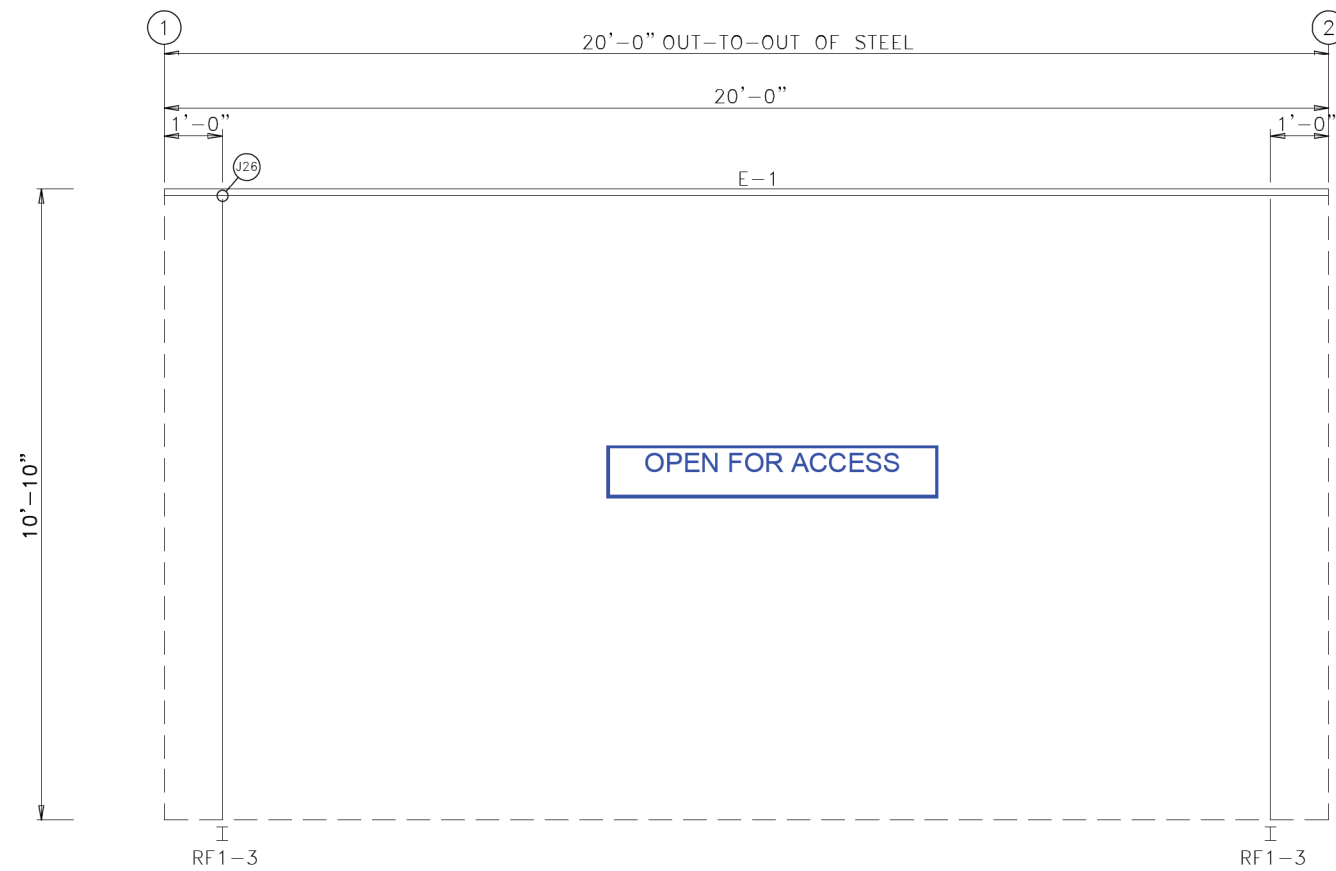 1
2
20'-0" OUT-TO-OUT OF STEEL
20'-0"
1'-0"
1'-0"
J26
E-1
10'-10"
OPEN FOR ACCESS
RF1-3
RF1-3